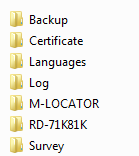 Backup
Certificate
Languages
Log
M-LOCATOR
RD-71K81K
Survey